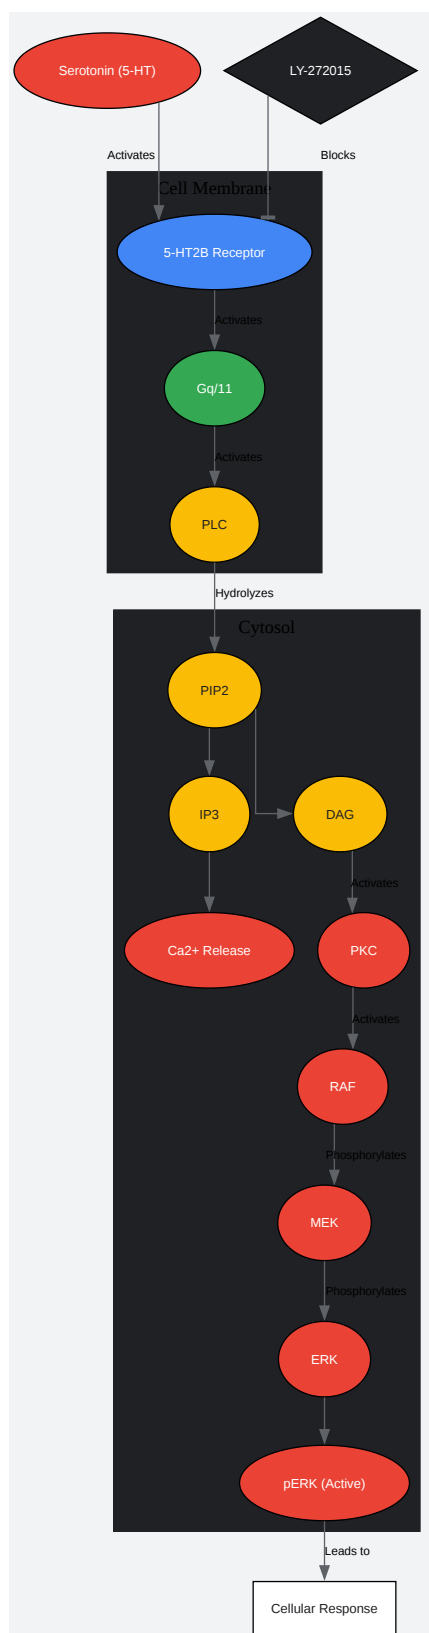 Serotonin (5-HT)
LY-272015
Activates
Blocks
Cell Membrane
5-HT2B Receptor
Activates
Gq/11
Activates
PLC
Hydrolyzes
Cytosol
PIP2
IP3
DAG
Activates
Ca2+ Release
PKC
Activates
RAF
Phosphorylates
MEK
Phosphorylates
ERK
pERK (Active)
Leads to
Cellular Response